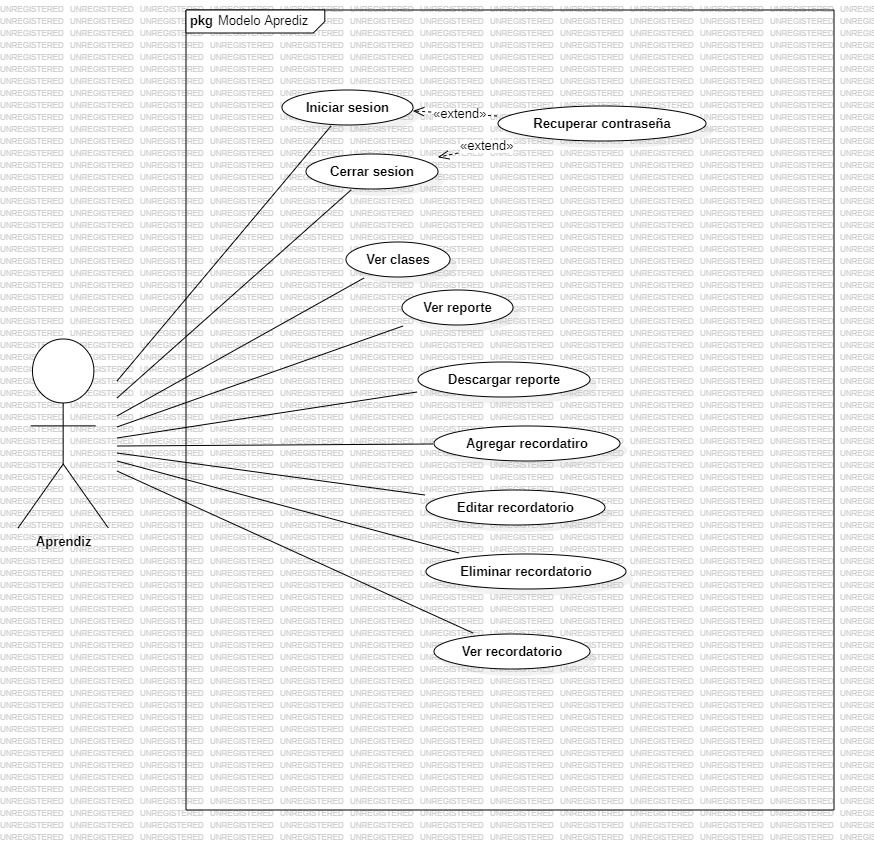 pkg Modelo Aprediz
Iniciar sesion
«extend»
Recuperar contraseña
«extend»
Cerrar sesion
Ver clases
Ver reporte
Descargar reporte
Agregar recordatiro
Editar recordatorio
Aprendiz
Eliminar recordatorio
Ver recordatorio
UNREGISTERED